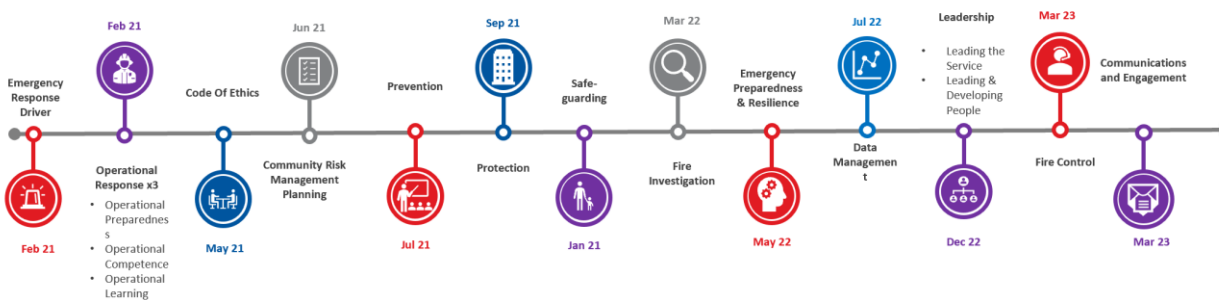 Emergency
Response
Driver
Feb 21
Feb 21
Operational
Response x3
• Operational
Preparednes
s
• Operational
Competence
• Operational
Learning
Code Of Ethics
May 21
Jun 21
Community Risk
Management
Planning
Prevention
Jul 21
Sep 21
Protection
Safe-
guarding
Jan 21
Mar 22
Fire
Investigation
Emergency
Preparedness
& Resilience
May 22
Jul 22
Data
Managemen
t
Leadership
• Leading the
Service
• Leading &
Developing
People
Dec 22
Mar 23
Fire Control
Communications
and Engagement
Mar 23